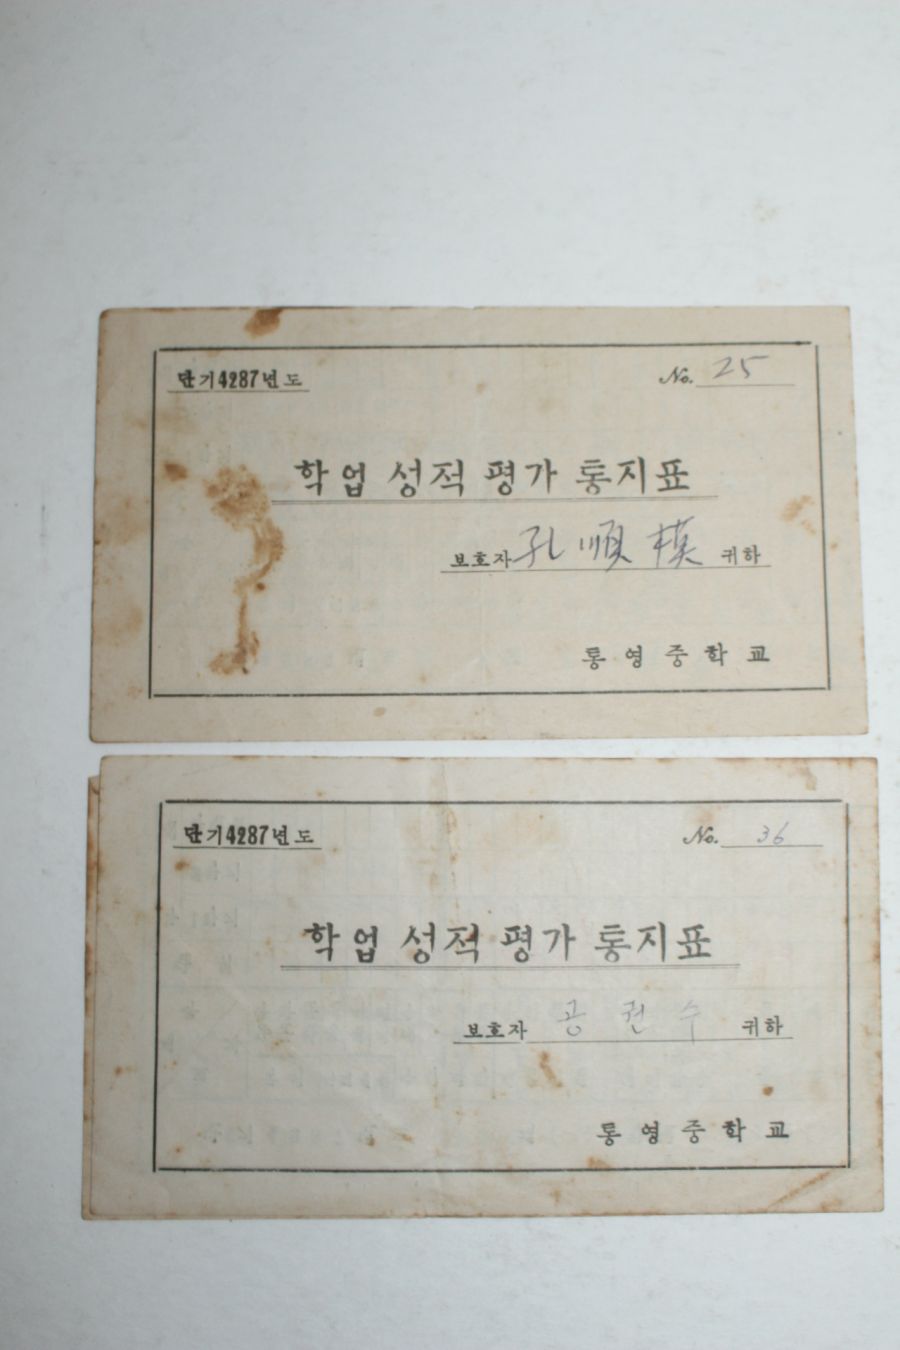 단기4287년도
No. 25
학업 성적 평가 통지표
보호자 孔順模 귀하
통영중학교
단기4287년도
No. 36
학업 성적 평가 통지표
보호자 공권수 귀하
통영중학교